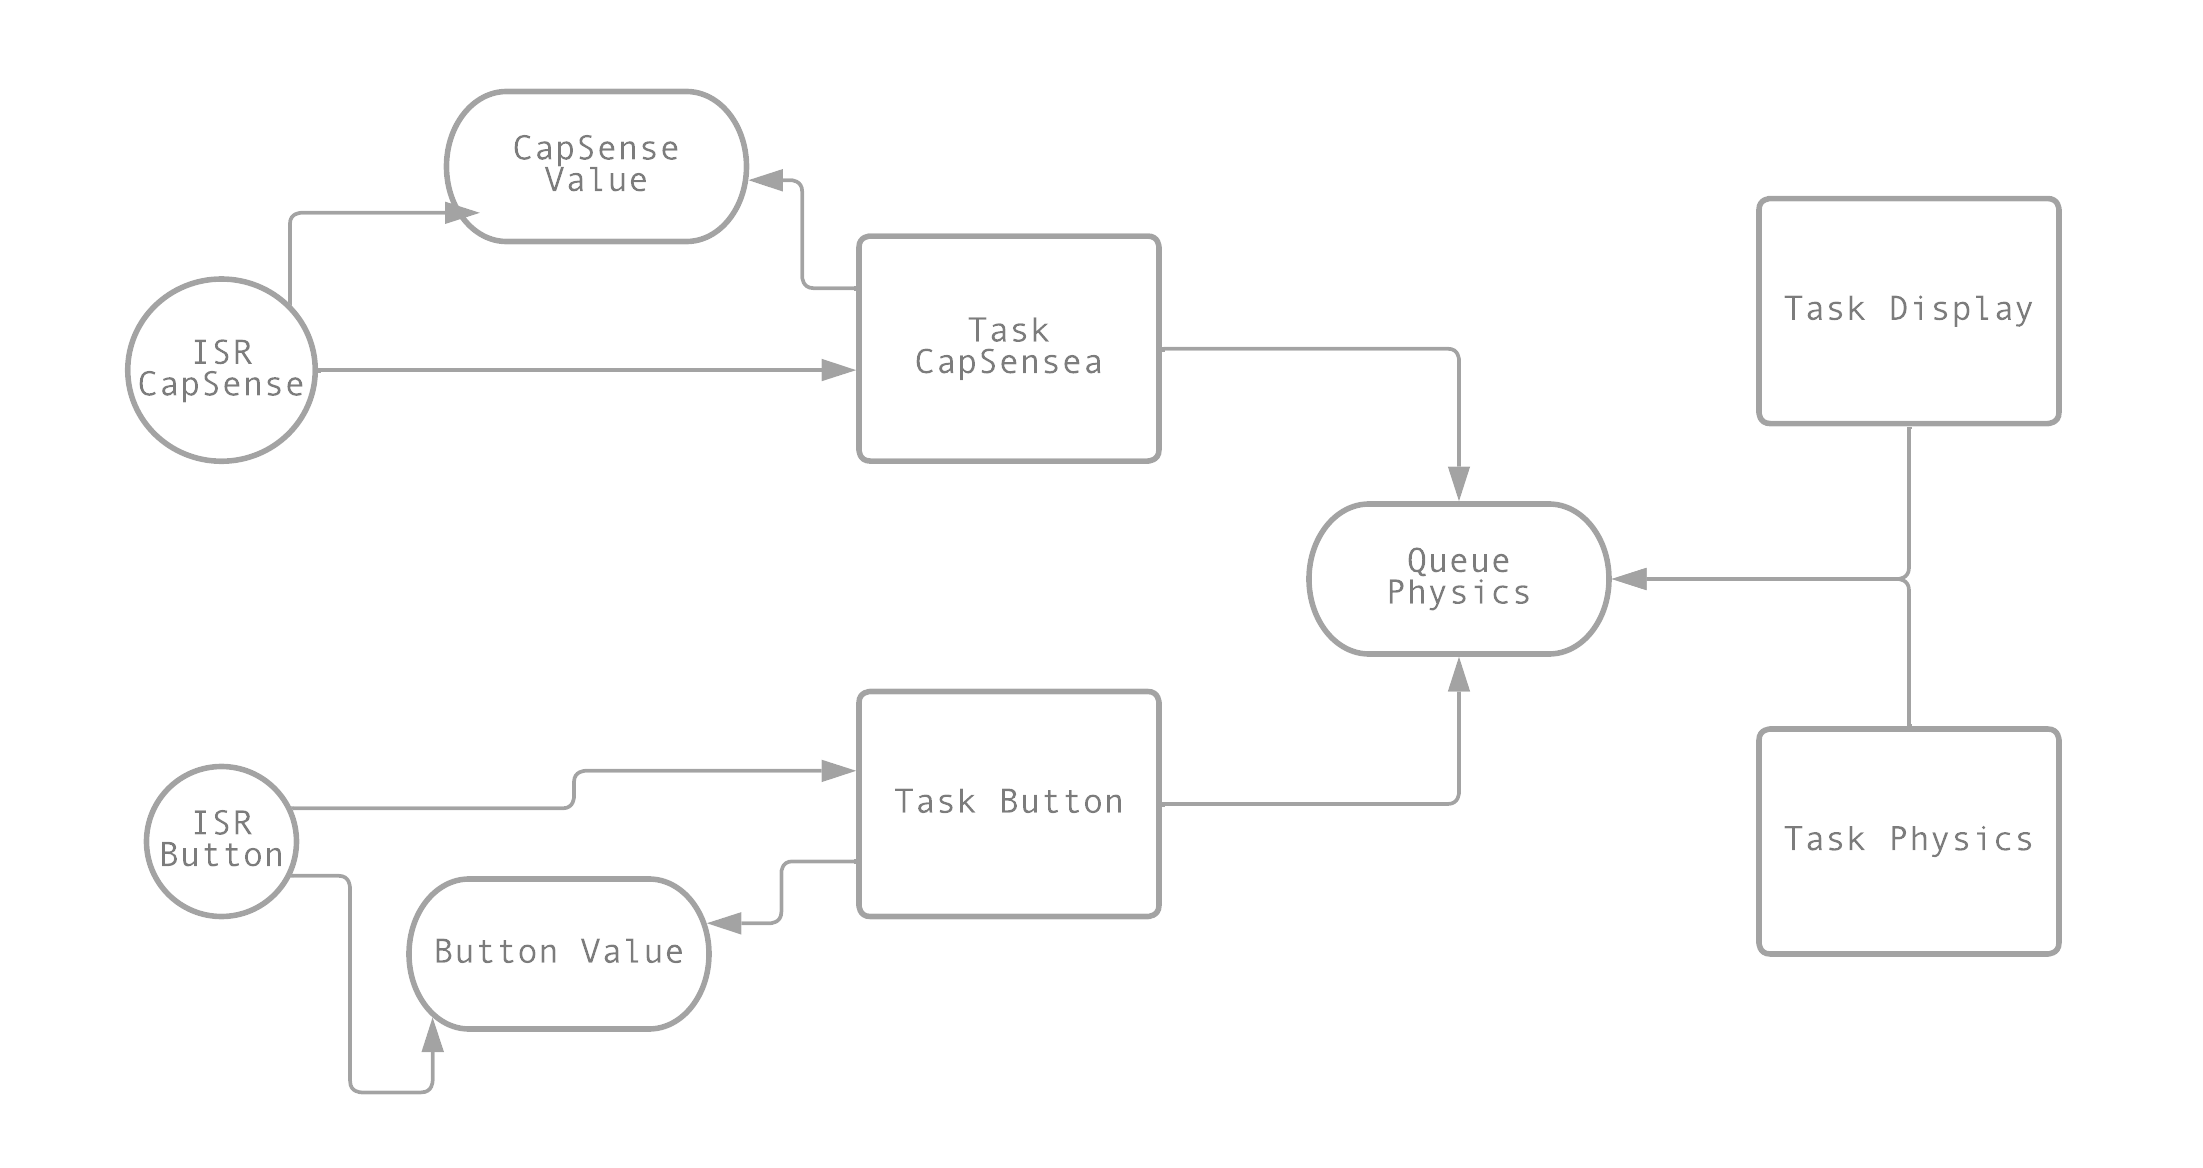 CapSense
Value
Task Display
Task
CapSensea
ISR
CapSense
Queue
Physics
Task Button
ISR
Button
Task Physics
Button Value